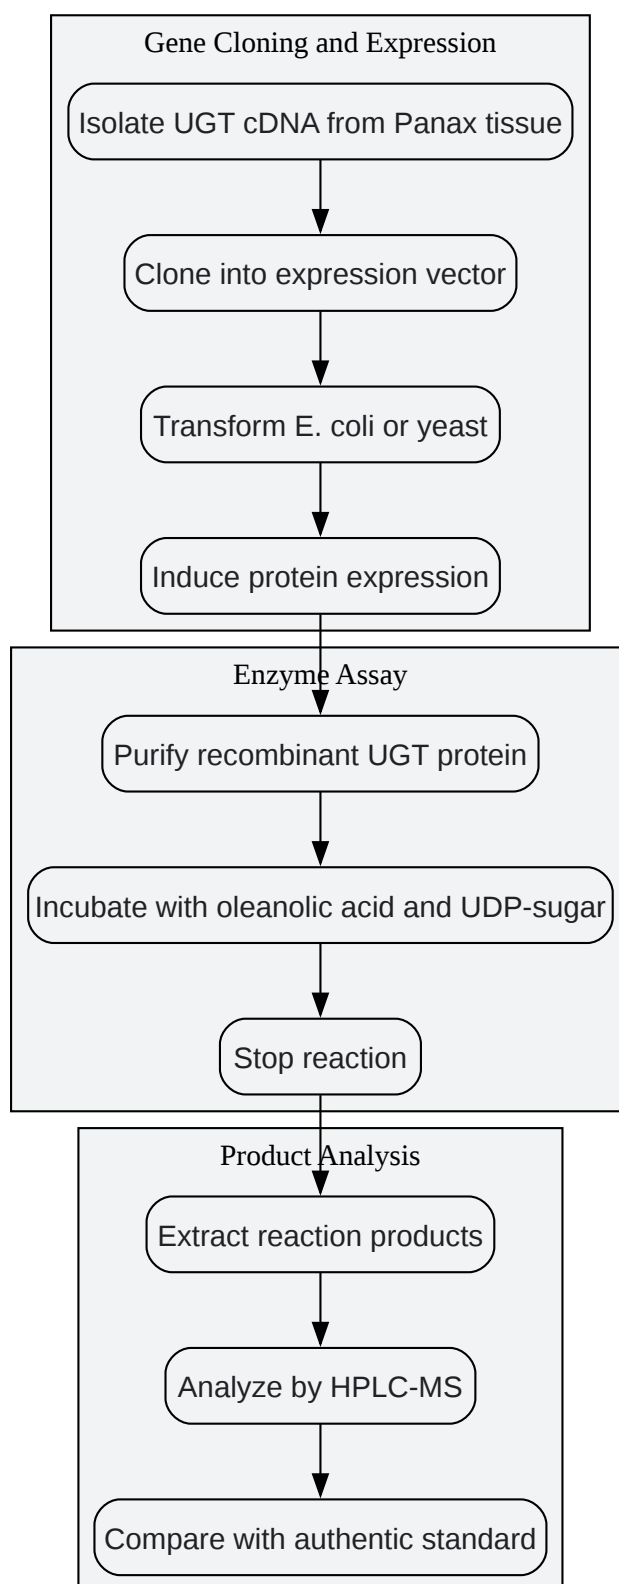 Gene Cloning and Expression
Isolate UGT cDNA from Panax tissue
Clone into expression vector
Transform E. coli or yeast
Induce protein expression
Enzyme Assay
Purify recombinant UGT protein
Incubate with oleanolic acid and UDP-sugar
Stop reaction
Product Analysis
Extract reaction products
Analyze by HPLC-MS
Compare with authentic standard